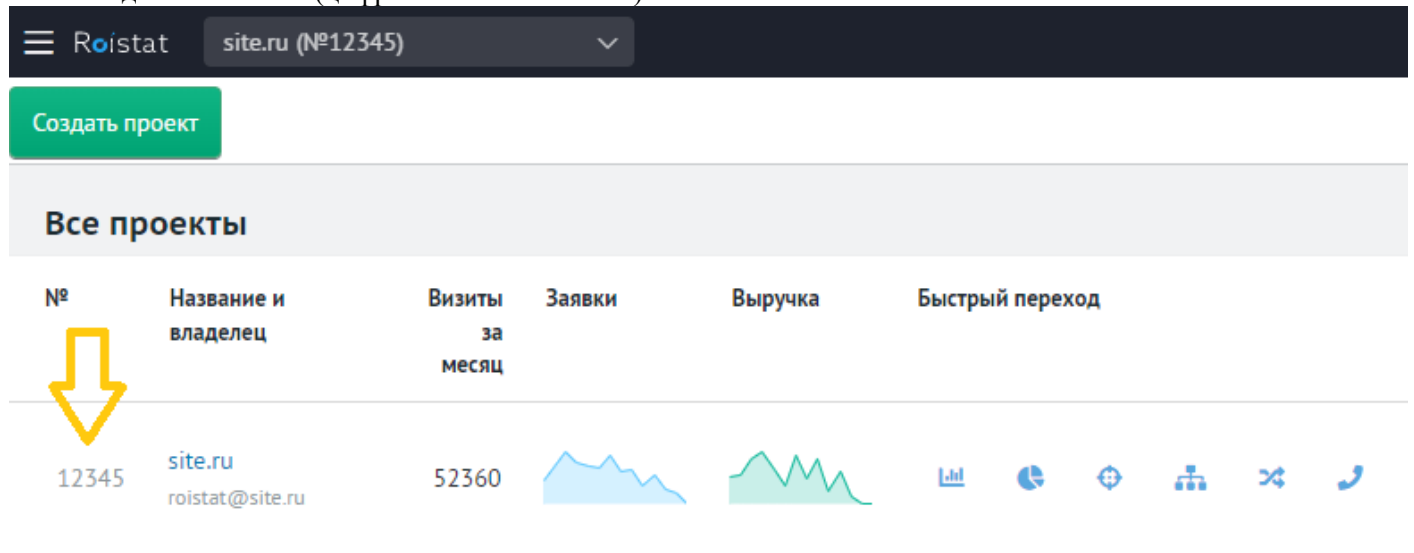 Roistat
site.ru (№12345)
Создать проект
Все проекты
№ Название и Визиты Заявки Выручка Быстрый переход
владелец за
месяц
12345 site.ru 52360
roistat@site.ru